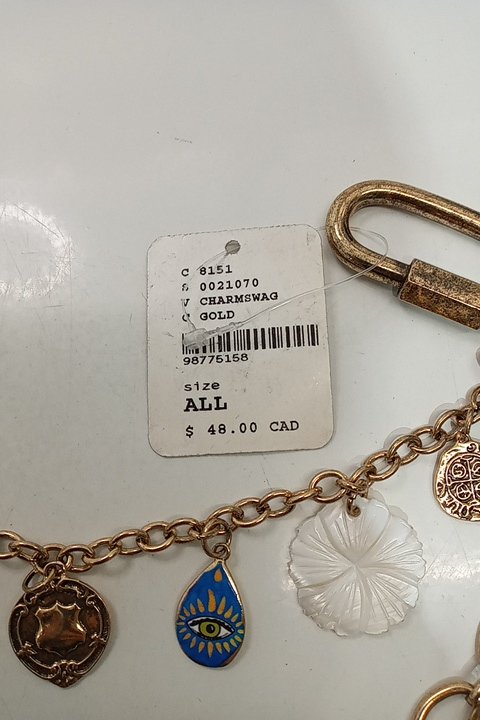 C 8151
S 0021070
V CHARMSWAG
C GOLD
98775158
size
ALL
$ 48.00 CAD